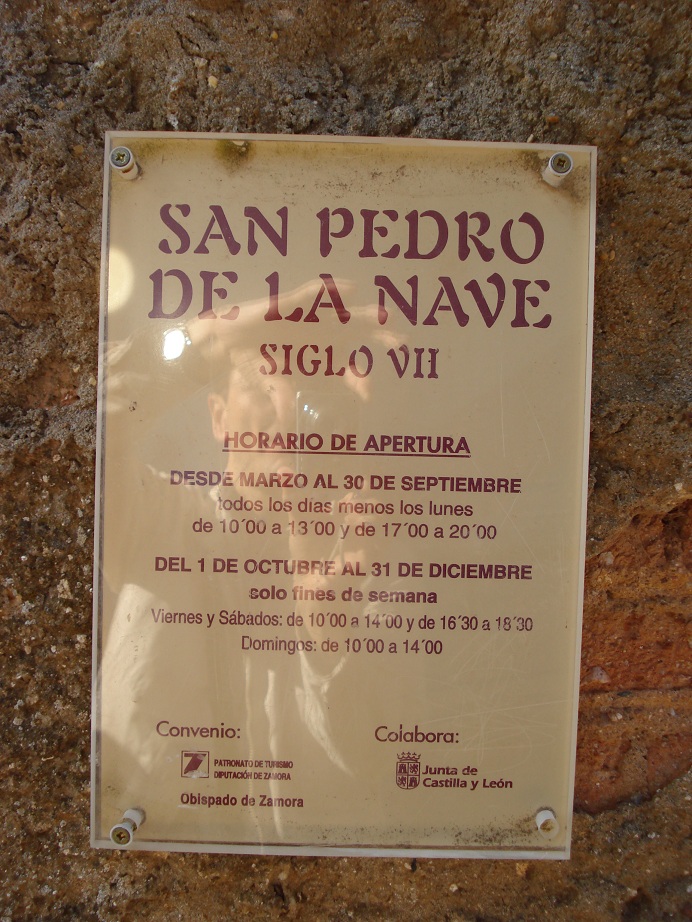 SAN PEDRO
DE LA NAVE
SIGLO VII
HORARIO DE APERTURA
DESDE MARZO AL 30 DE SEPTIEMBRE
todos los días menos los lunes
de 10´00 a 13´00 y de 17´00 a 20´00
DEL 1 DE OCTUBRE AL 31 DE DICIEMBRE
solo fines de semana
Viernes y Sábados: de 10´00 a 14´00 y de 16´30 a 18´30
Domingos: de 10´00 a 14´00
Convenio:
PATRONATO DE TURISMO
DIPUTACIÓN DE ZAMORA
Obispado de Zamora
Colabora:
Junta de
Castilla y León